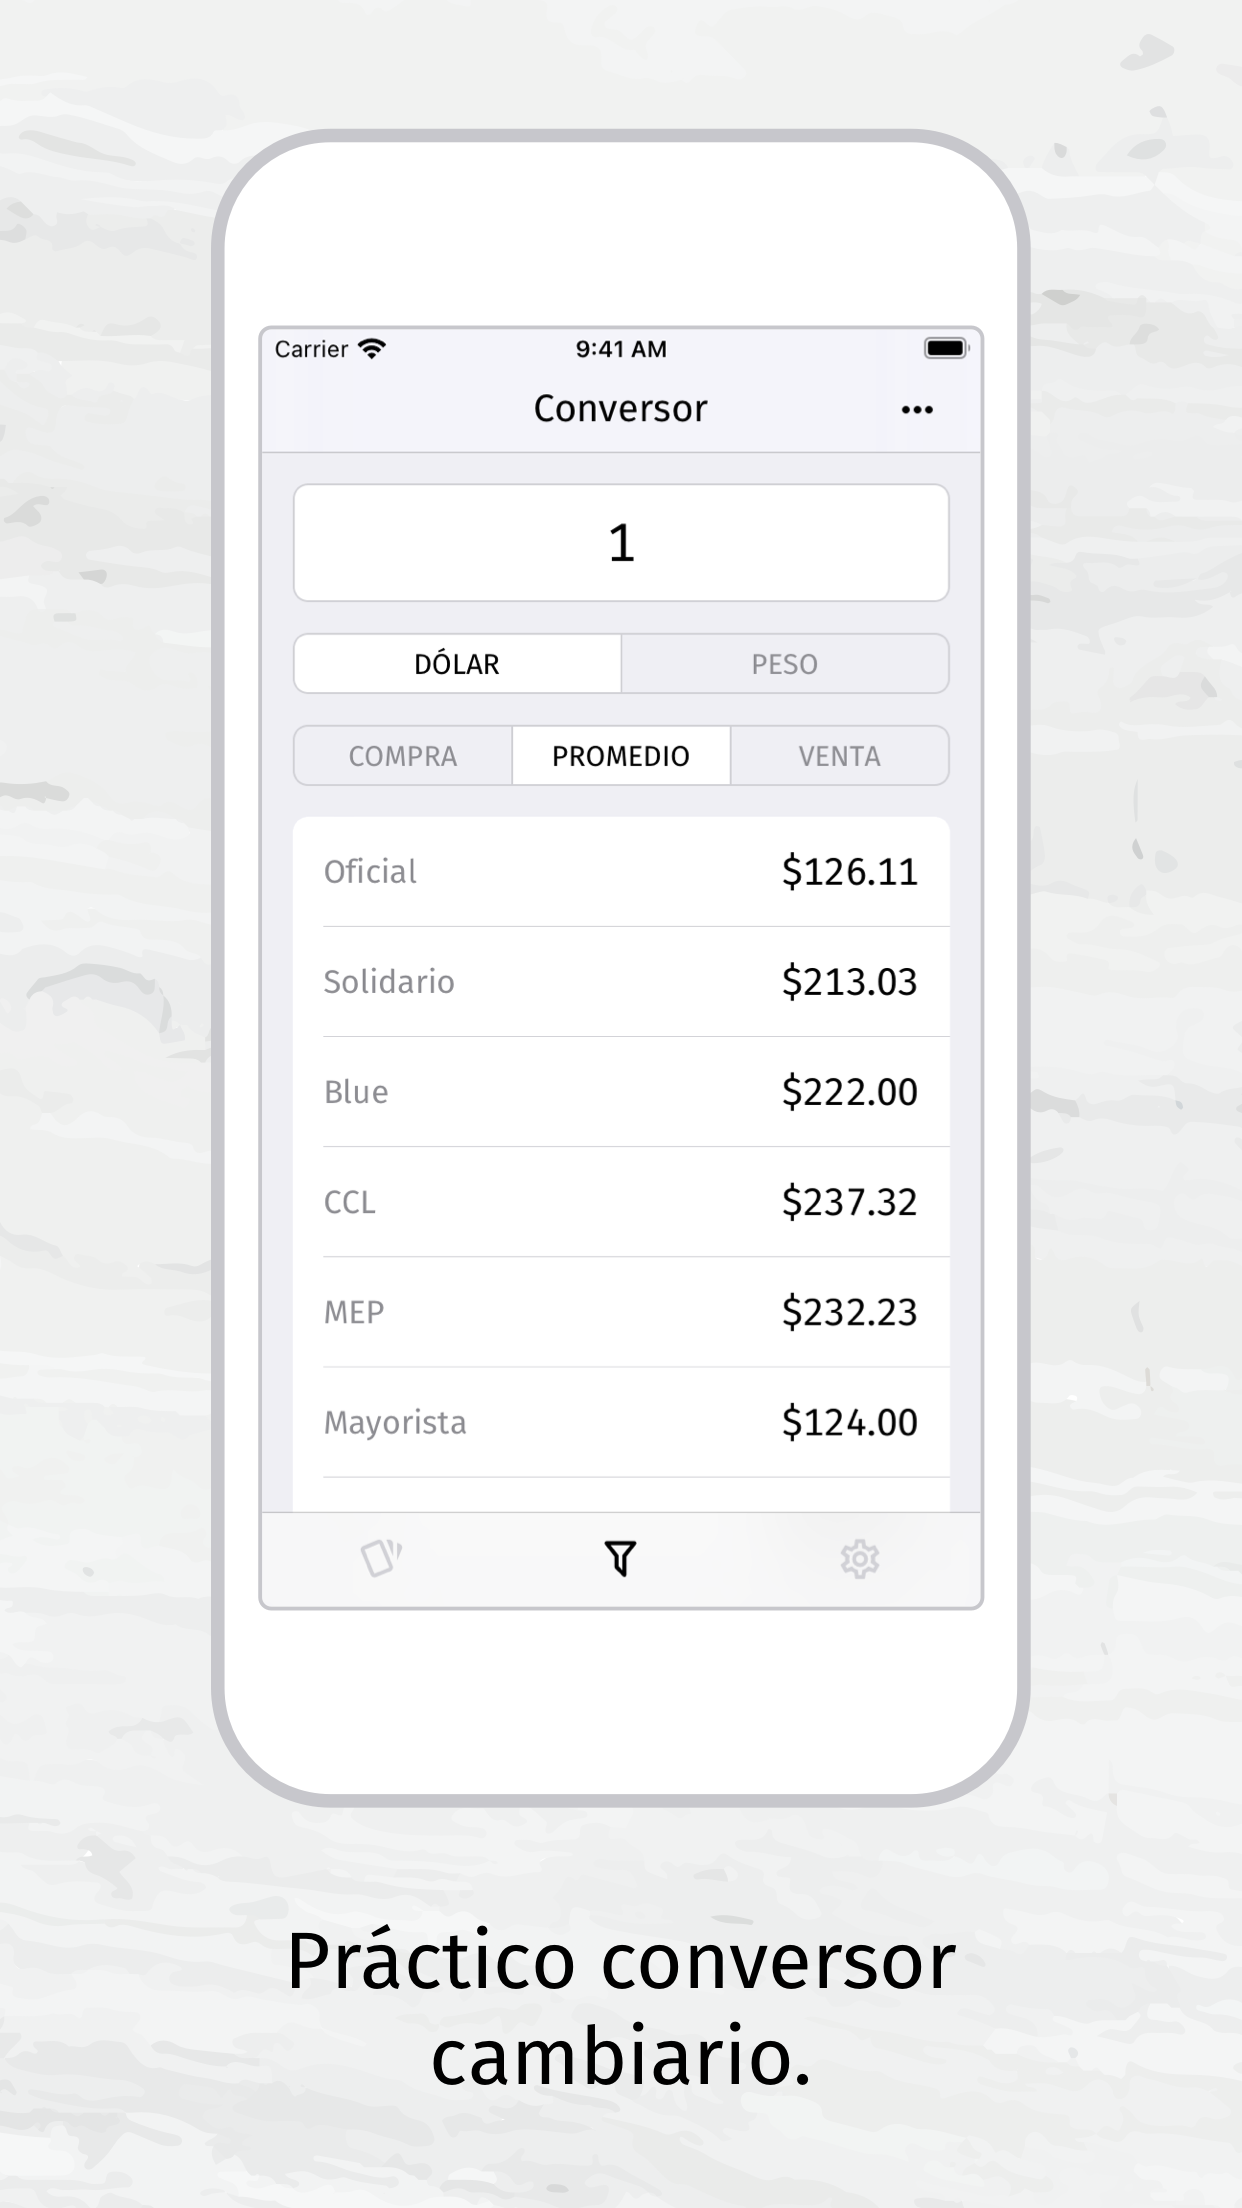 Carrier 9:41 AM
Conversor
1
DÓLAR PESO
COMPRA PROMEDIO VENTA
Oficial $126.11
Solidario $213.03
Blue $222.00
CCL $237.32
MEP $232.23
Mayorista $124.00
Práctico conversor
cambiario.